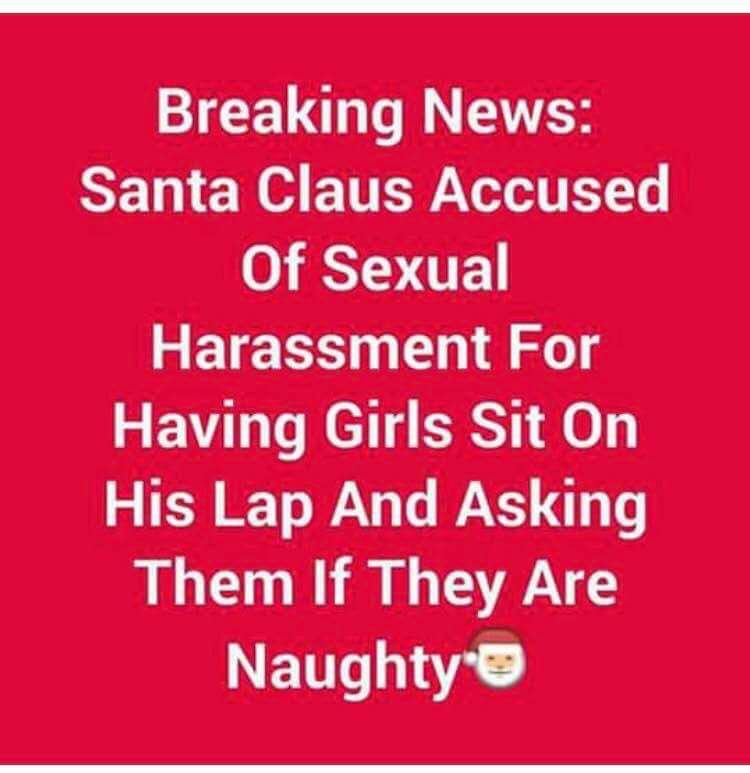 Breaking News:
Santa Claus Accused
Of Sexual
Harassment For
Having Girls Sit On
His Lap And Asking
Them If They Are
Naughty🎅